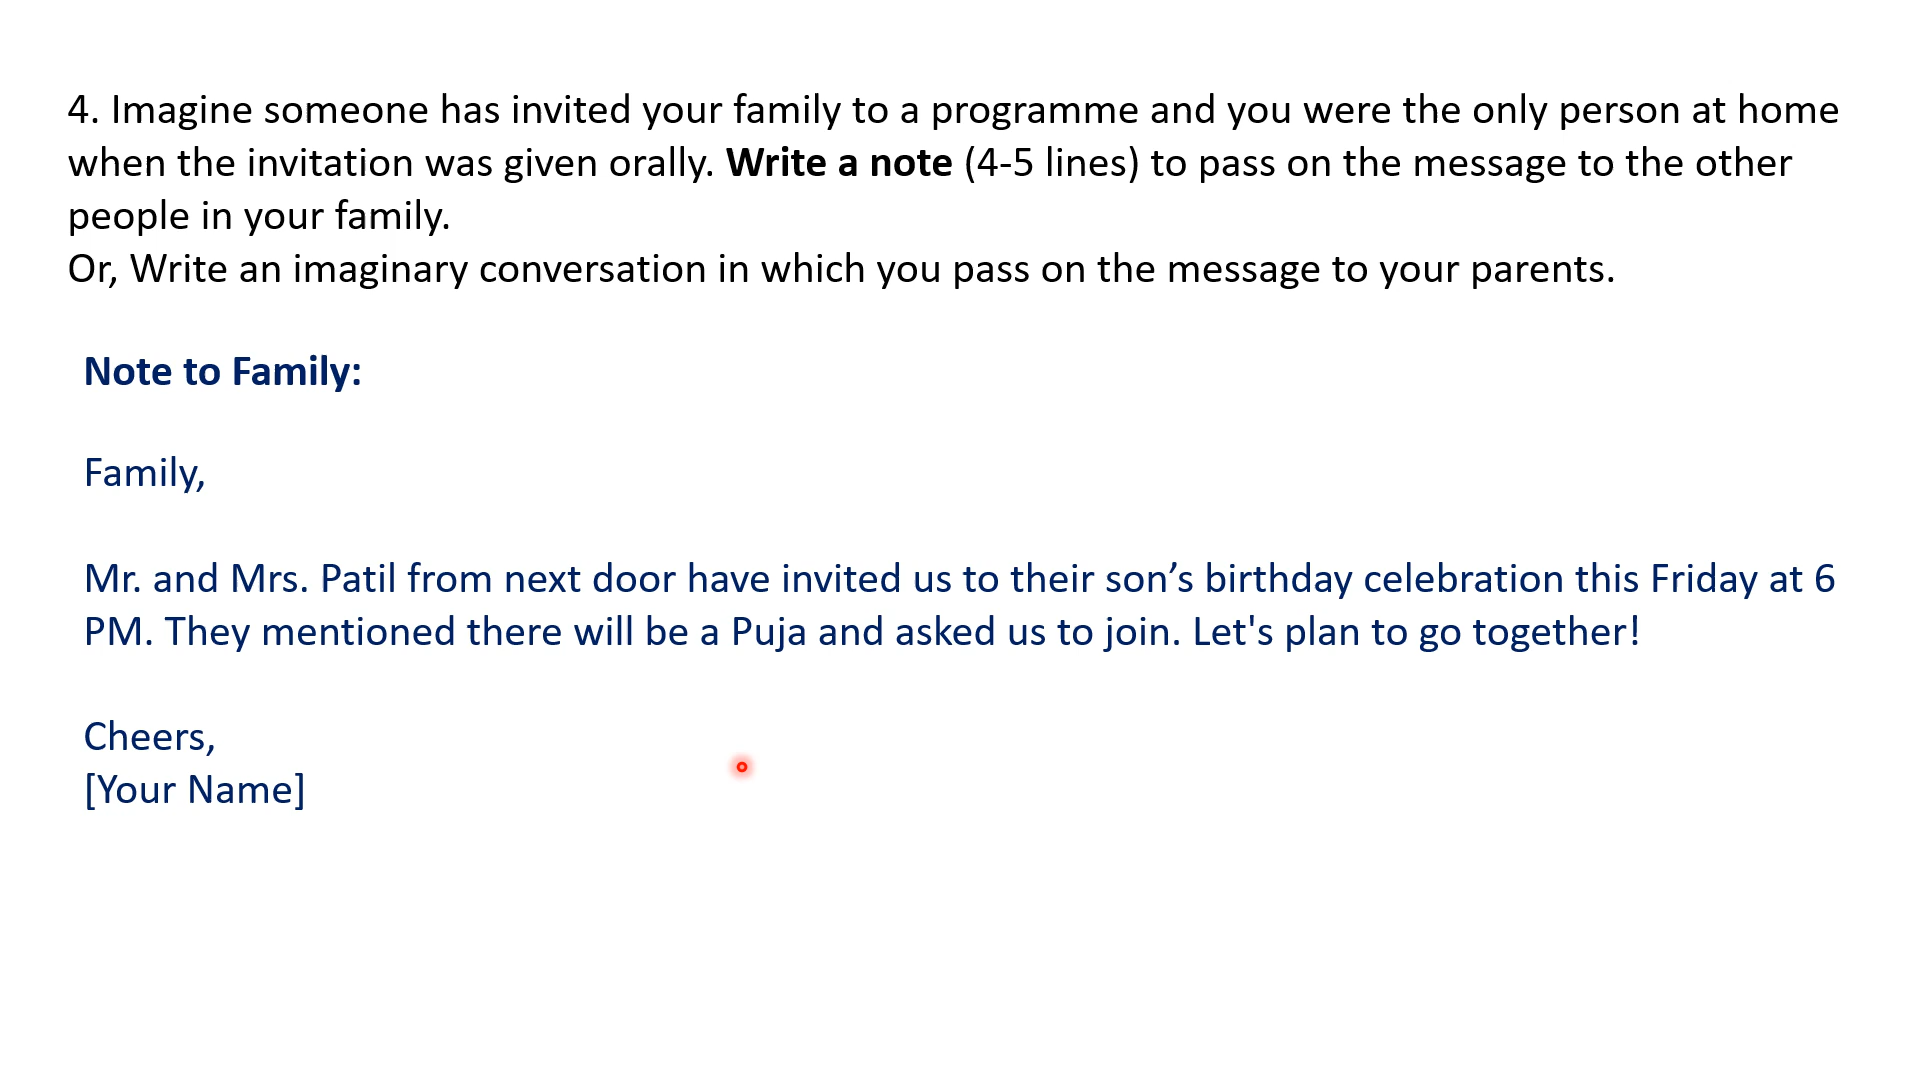 4. Imagine someone has invited your family to a programme and you were the only person at home
when the invitation was given orally. Write a note (4-5 lines) to pass on the message to the other
people in your family.
Or, Write an imaginary conversation in which you pass on the message to your parents.
Note to Family:
Family,
Mr. and Mrs. Patil from next door have invited us to their son’s birthday celebration this Friday at 6
PM. They mentioned there will be a Puja and asked us to join. Let's plan to go together!
Cheers,
[Your Name]